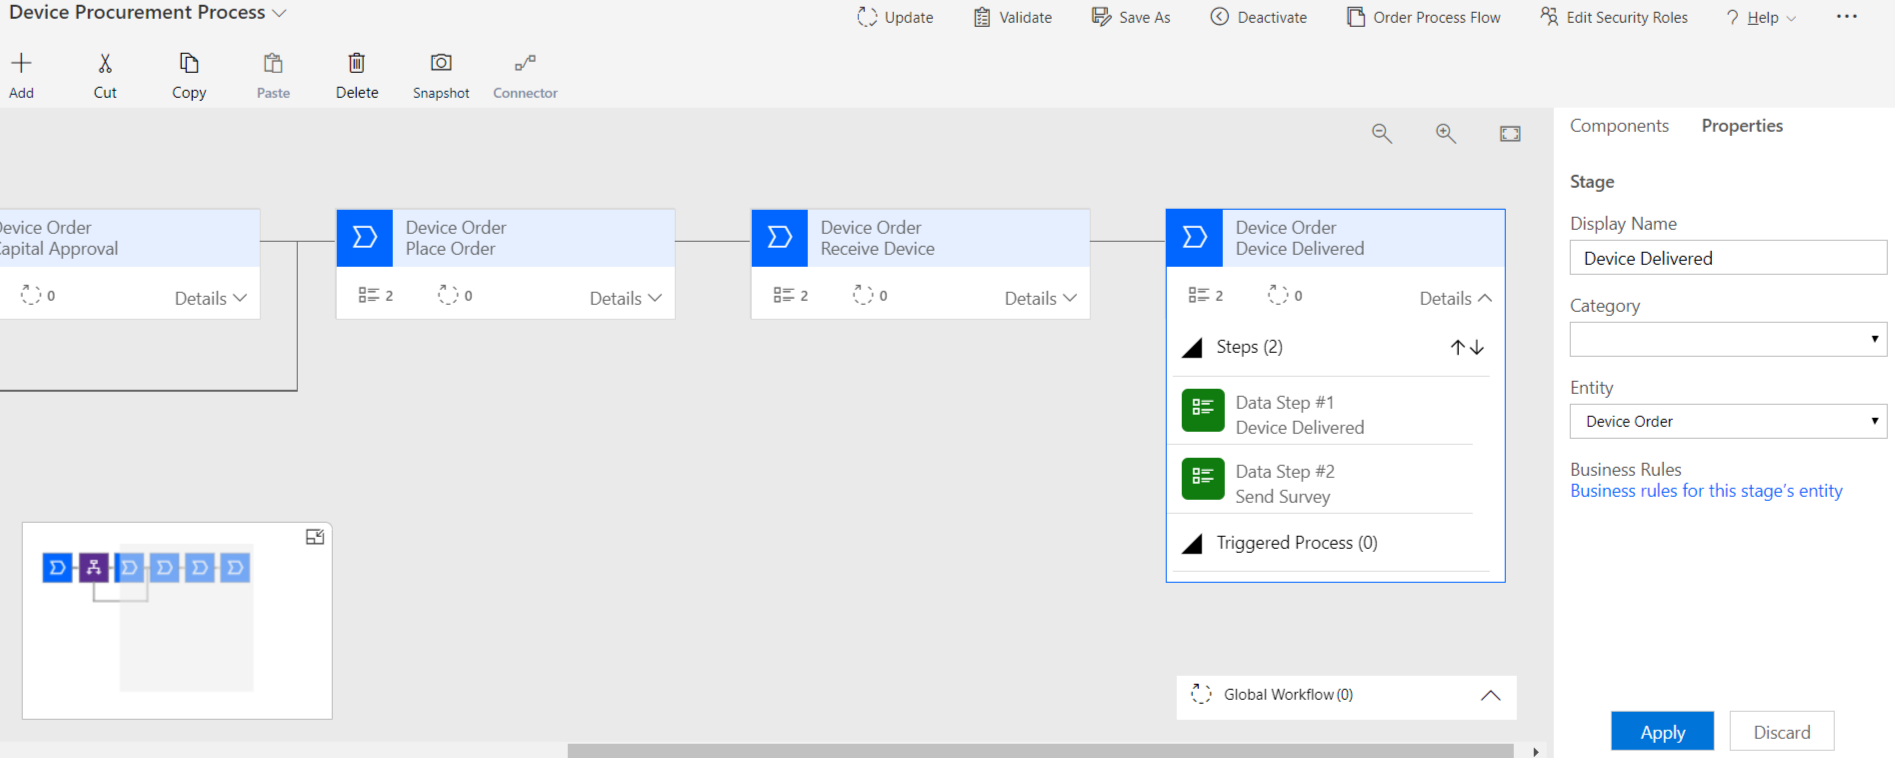 Device Procurement Process
Update
Validate
Save As
Deactivate
Order Process Flow
Edit Security Roles
? Help
...
Add
Cut
Copy
Paste
Delete
Snapshot
Connector
Components
Properties
Device Order
Capital Approval
0
Details
Device Order
Place Order
2
0
Details
Device Order
Receive Device
2
0
Details
Device Order
Device Delivered
2
0
Details
Steps (2)
Data Step #1
Device Delivered
Data Step #2
Send Survey
Triggered Process (0)
Global Workflow (0)
Stage
Display Name
Device Delivered
Category
Entity
Device Order
Business Rules
Business rules for this stage's entity
Apply
Discard